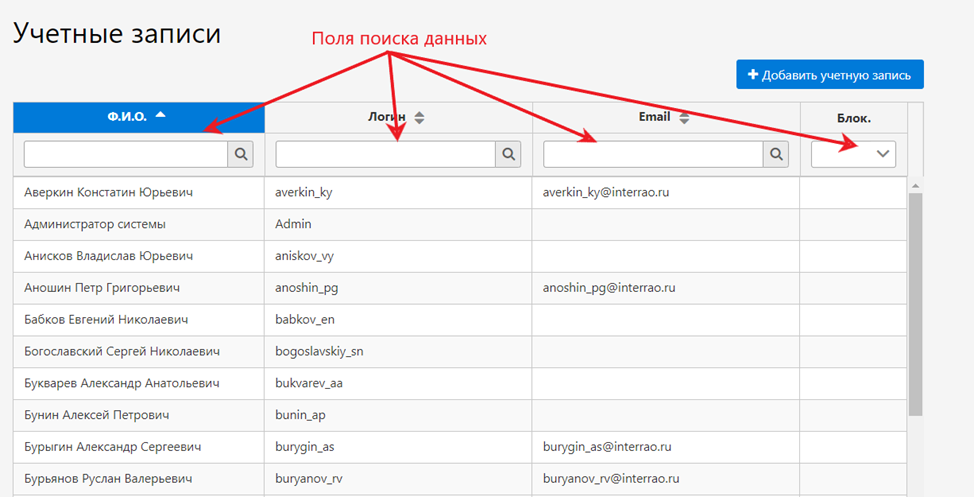 Учетные записи
Поля поиска данных
Добавить учетную запись
Ф.И.О. Логин Email Блок.
Аверкин Констатин Юрьевич averkin_ky averkin_ky@interrao.ru
Администратор системы Admin
Анисков Владислав Юрьевич aniskov_vy
Аношин Петр Григорьевич anoshin_pg anoshin_pg@interrao.ru
Бабков Евгений Николаевич babkov_en
Богославский Сергей Николаевич bogoslavskiy_sn
Букварев Александр Анатольевич bukvarev_aa
Бунин Алексей Петрович bunin_ap
Бурыгин Александр Сергеевич burygin_as burygin_as@interrao.ru
Бурьянов Руслан Валерьевич buryanov_rv buryanov_rv@interrao.ru